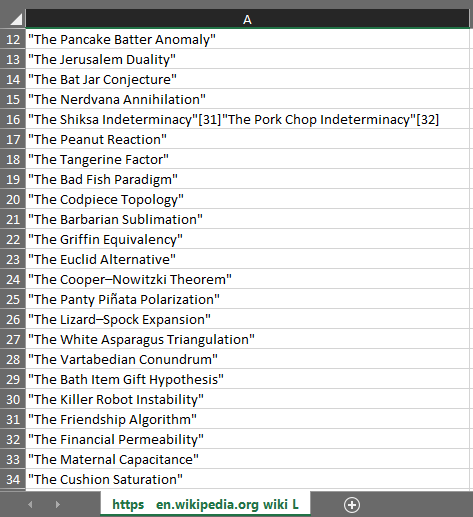 A
12 "The Pancake Batter Anomaly"
13 "The Jerusalem Duality"
14 "The Bat Jar Conjecture"
15 "The Nerdvana Annihilation"
16 "The Shiksa Indeterminacy"[31]"The Pork Chop Indeterminacy"[32]
17 "The Peanut Reaction"
18 "The Tangerine Factor"
19 "The Bad Fish Paradigm"
20 "The Codpiece Topology"
21 "The Barbarian Sublimation"
22 "The Griffin Equivalency"
23 "The Euclid Alternative"
24 "The Cooper–Nowitzki Theorem"
25 "The Panty Piñata Polarization"
26 "The Lizard–Spock Expansion"
27 "The White Asparagus Triangulation"
28 "The Vartabedian Conundrum"
29 "The Bath Item Gift Hypothesis"
30 "The Killer Robot Instability"
31 "The Friendship Algorithm"
32 "The Financial Permeability"
33 "The Maternal Capacitance"
34 "The Cushion Saturation"
https en.wikipedia.org wiki L